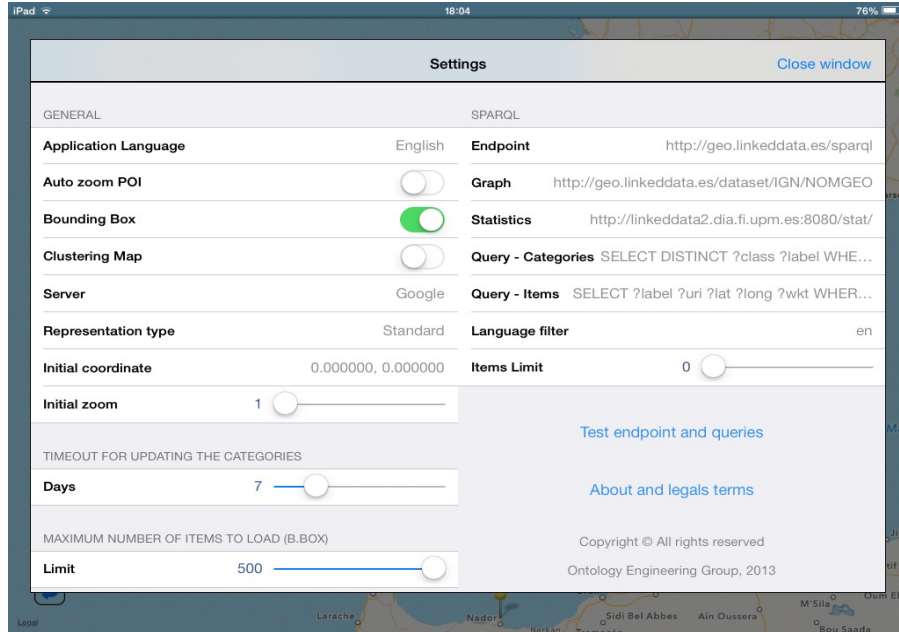 iPad 18:04 76%
Settings Close window
GENERAL
Application Language English
Auto zoom POI
Bounding Box
Clustering Map
Server Google
Representation type Standard
Initial coordinate 0.000000, 0.000000
Initial zoom 1
TIMEOUT FOR UPDATING THE CATEGORIES
Days 7
MAXIMUM NUMBER OF ITEMS TO LOAD (B.BOX)
Limit 500
SPARQL
Endpoint http://geo.linkeddata.es/sparql
Graph http://geo.linkeddata.es/dataset/IGN/NOMGEO
Statistics http://linkeddata2.dia.fi.upm.es:8080/stat/
Query - Categories SELECT DISTINCT ?class ?label WHE...
Query - Items SELECT ?label ?uri ?lat ?long ?wkt WHER...
Language filter en
Items Limit 0
Test endpoint and queries
About and legals terms
Copyright © All rights reserved
Ontology Engineering Group, 2013
Legal
Larache
Nador
Berkan
Sidi Bel Abbes
Aïn Oussera
M'Sila
Bou Saada